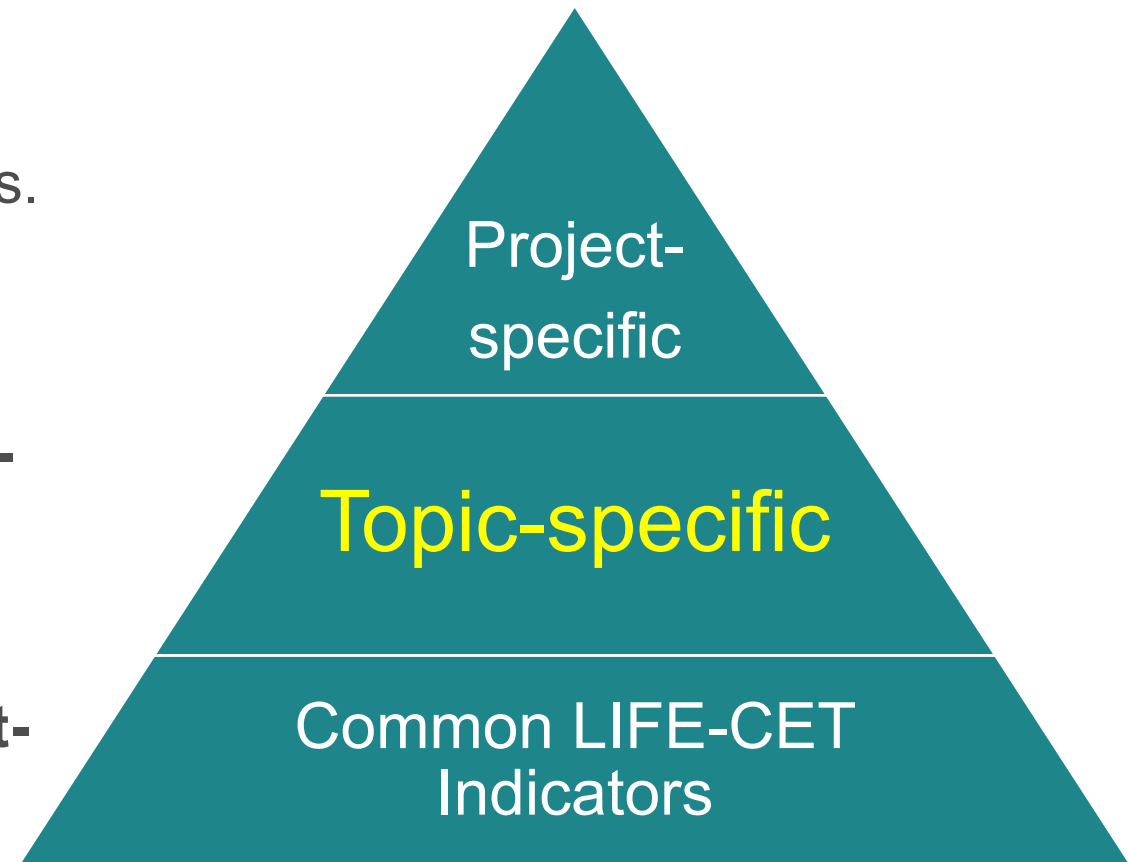 s.
Project-
specific
-
Topic-specific
t-
Common LIFE-CET
Indicators